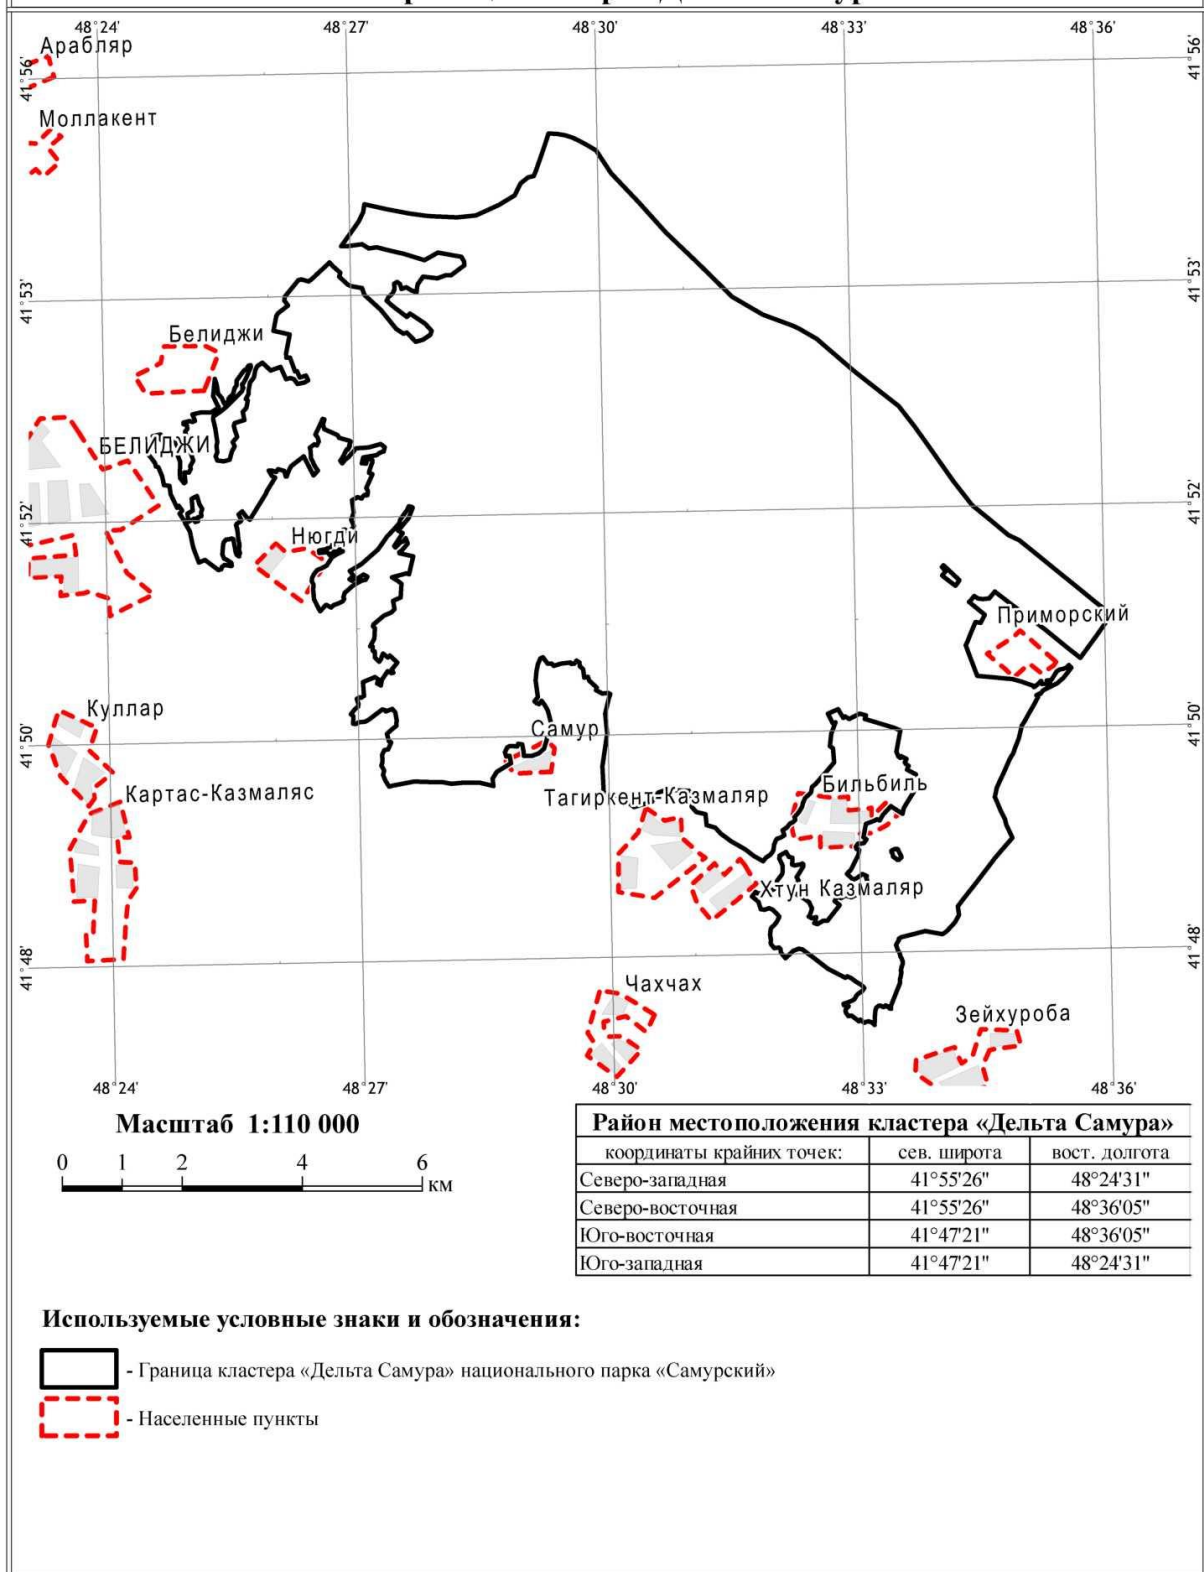 48°24'
48°27'
48°30'
48°33'
48°36'
Арабляр
41°56'
41°56'
Моллакент
41°53'
41°53'
Белиджи
БЕЛИДЖИ
41°52'
41°52'
Нюгди
Приморский
Куллар
41°50'
41°50'
Самур
Картас-Казмаляс
Тагиркент-Казмаляр
Бильбиль
Хтун Казмаляр
41°48'
41°48'
Чахчах
Зейхуроба
48°24'
48°27'
48°30'
48°33'
48°36'
Масштаб 1:110 000
0 1 2 4 6
км
Район местоположения кластера «Дельта Самура»
координаты крайних точек: сев. широта вост. долгота
Северо-западная 41°55'26" 48°24'31"
Северо-восточная 41°55'26" 48°36'05"
Юго-восточная 41°47'21" 48°36'05"
Юго-западная 41°47'21" 48°24'31"
Используемые условные знаки и обозначения:
- Граница кластера «Дельта Самура» национального парка «Самурский»
- Населенные пункты